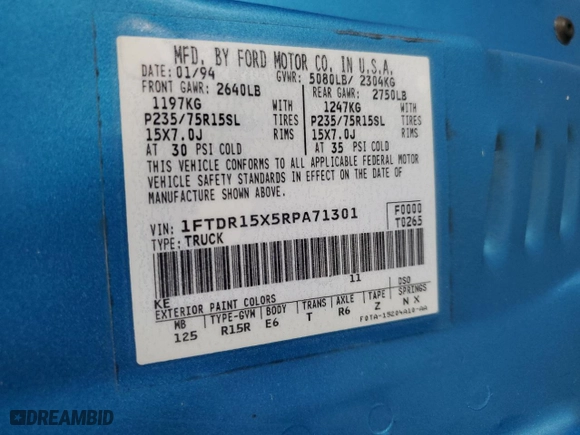 MFD. BY FORD MOTOR CO. IN U.S.A.
DATE: 01/94 GVWR: 5080LB/ 2304KG
FRONT GAWR: 2640LB REAR GAWR: 2750LB
1197KG WITH 1247KG WITH
P235/75R15SL TIRES P235/75R15SL TIRES
15X7.0J RIMS 15X7.0J RIMS
AT 30 PSI COLD AT 35 PSI COLD
THIS VEHICLE CONFORMS TO ALL APPLICABLE FEDERAL MOTOR
VEHICLE SAFETY STANDARDS IN EFFECT ON THE DATE OF
MANUFACTURE SHOWN ABOVE.
VIN: 1FTDR15X5RPA71301 F0000
TYPE: TRUCK T0265
11
KE DSO
EXTERIOR PAINT COLORS
MB TYPE-GVM BODY TRANS AXLE TAPE SPRINGS
125 R15R E6 T R6 Z N X
F0TA-15204A10-AA
DREAMBID